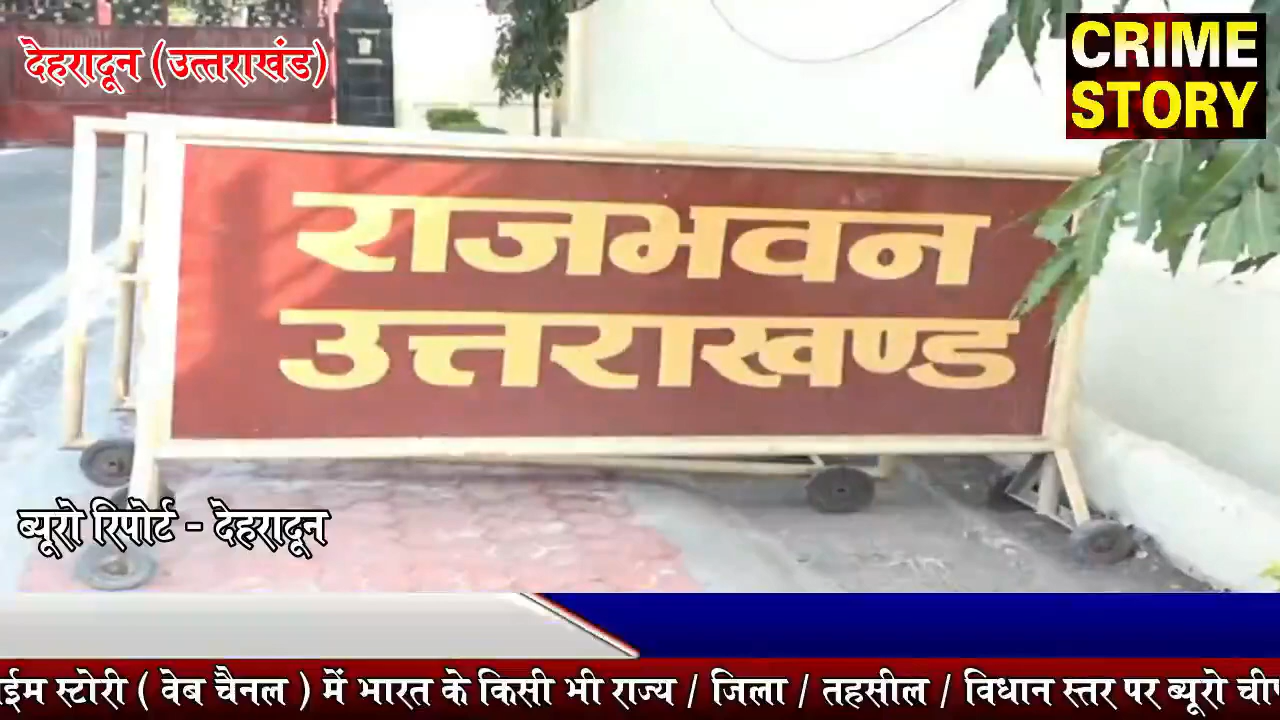 देहरादून (उत्तराखंड)
CRIME
STORY
राजभवन
उत्तराखण्ड
ब्यूरो रिपोर्ट - देहरादून
स्टोरी ( वेब चैनल ) में भारत के किसी भी राज्य / जिला / तहसील / विधान स्तर पर ब्यूरो